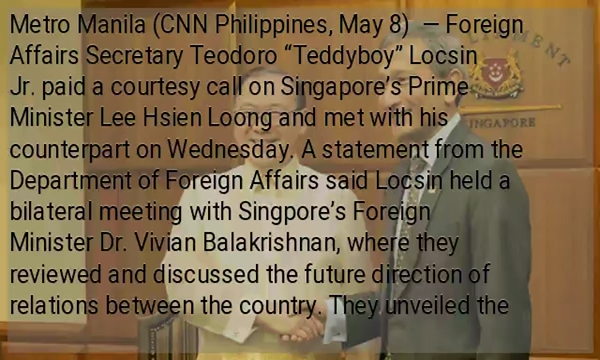 Metro Manila (CNN Philippines, May 8)  — Foreign
Affairs Secretary Teodoro “Teddyboy” Locsin
Jr. paid a courtesy call on Singapore’s Prime
Minister Lee Hsien Loong and met with his
counterpart on Wednesday. A statement from the
Department of Foreign Affairs said Locsin held a
bilateral meeting with Singpore’s Foreign
Minister Dr. Vivian Balakrishnan, where they
reviewed and discussed the future direction of
relations between the country. They unveiled the
SINGAPORE